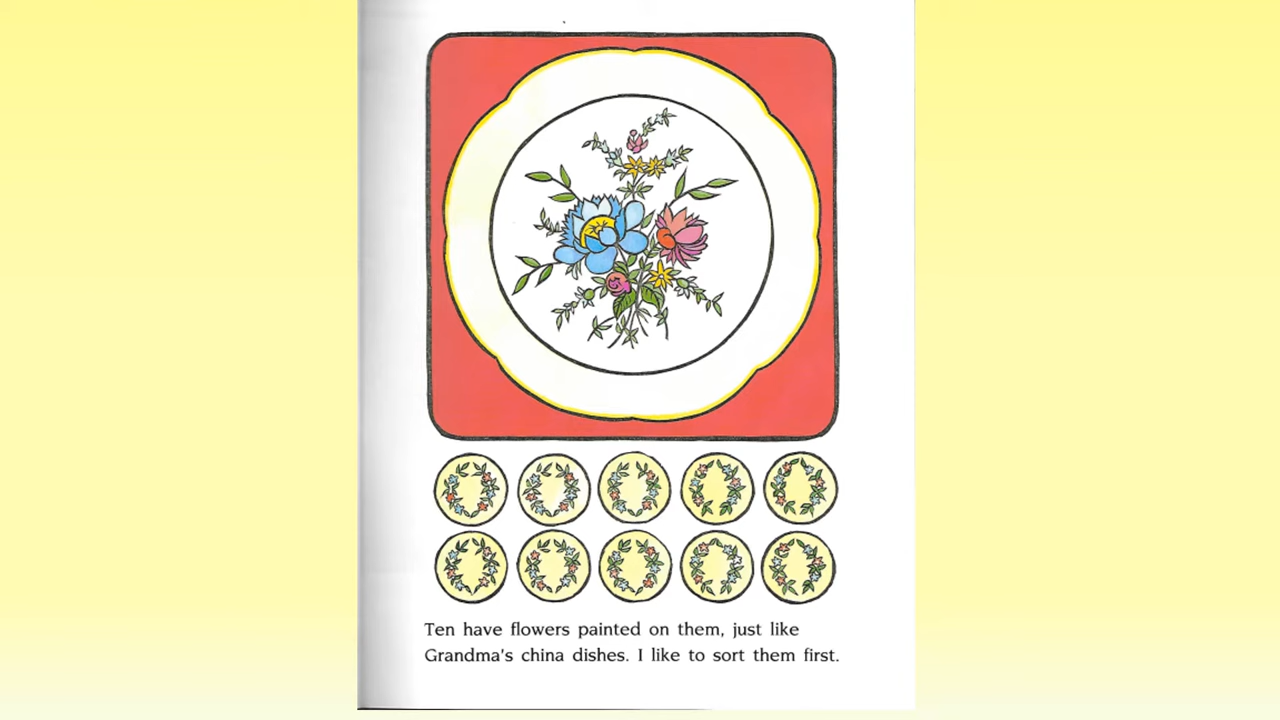 Ten have flowers painted on them, just like
Grandma's china dishes. I like to sort them first.